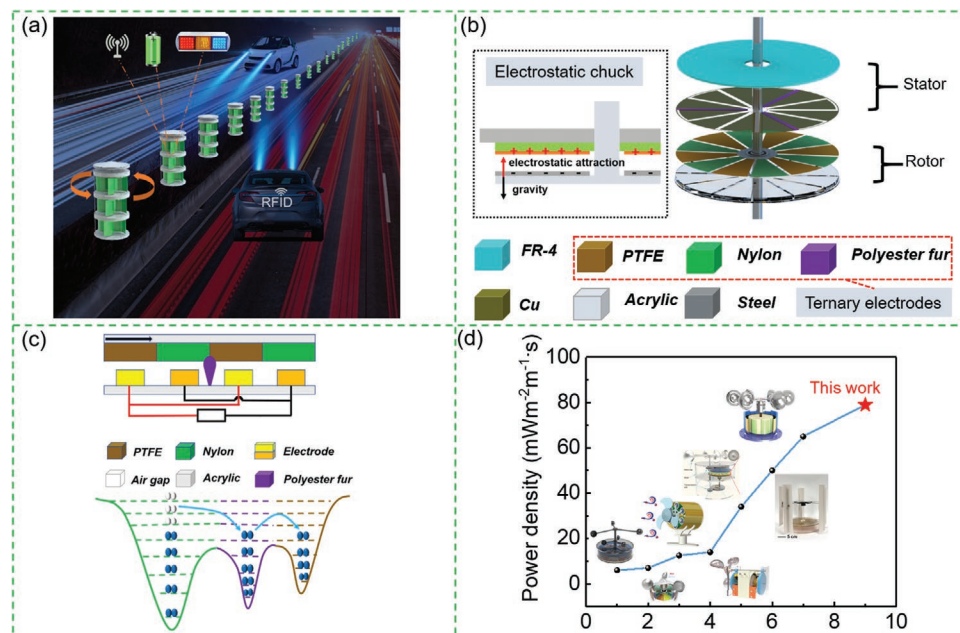 (a)
RFID
(b)
Electrostatic chuck
+ + + + + +
electrostatic attraction
gravity
Stator
Rotor
FR-4
PTFE
Nylon
Polyester fur
Cu
Acrylic
Steel
Ternary electrodes
(c)
PTFE
Nylon
Electrode
Air gap
Acrylic
Polyester fur
(d)
Power density (mWm⁻²m⁻¹·s)
100
80
60
40
20
0
This work
5 cm
0 2 4 6 8 10